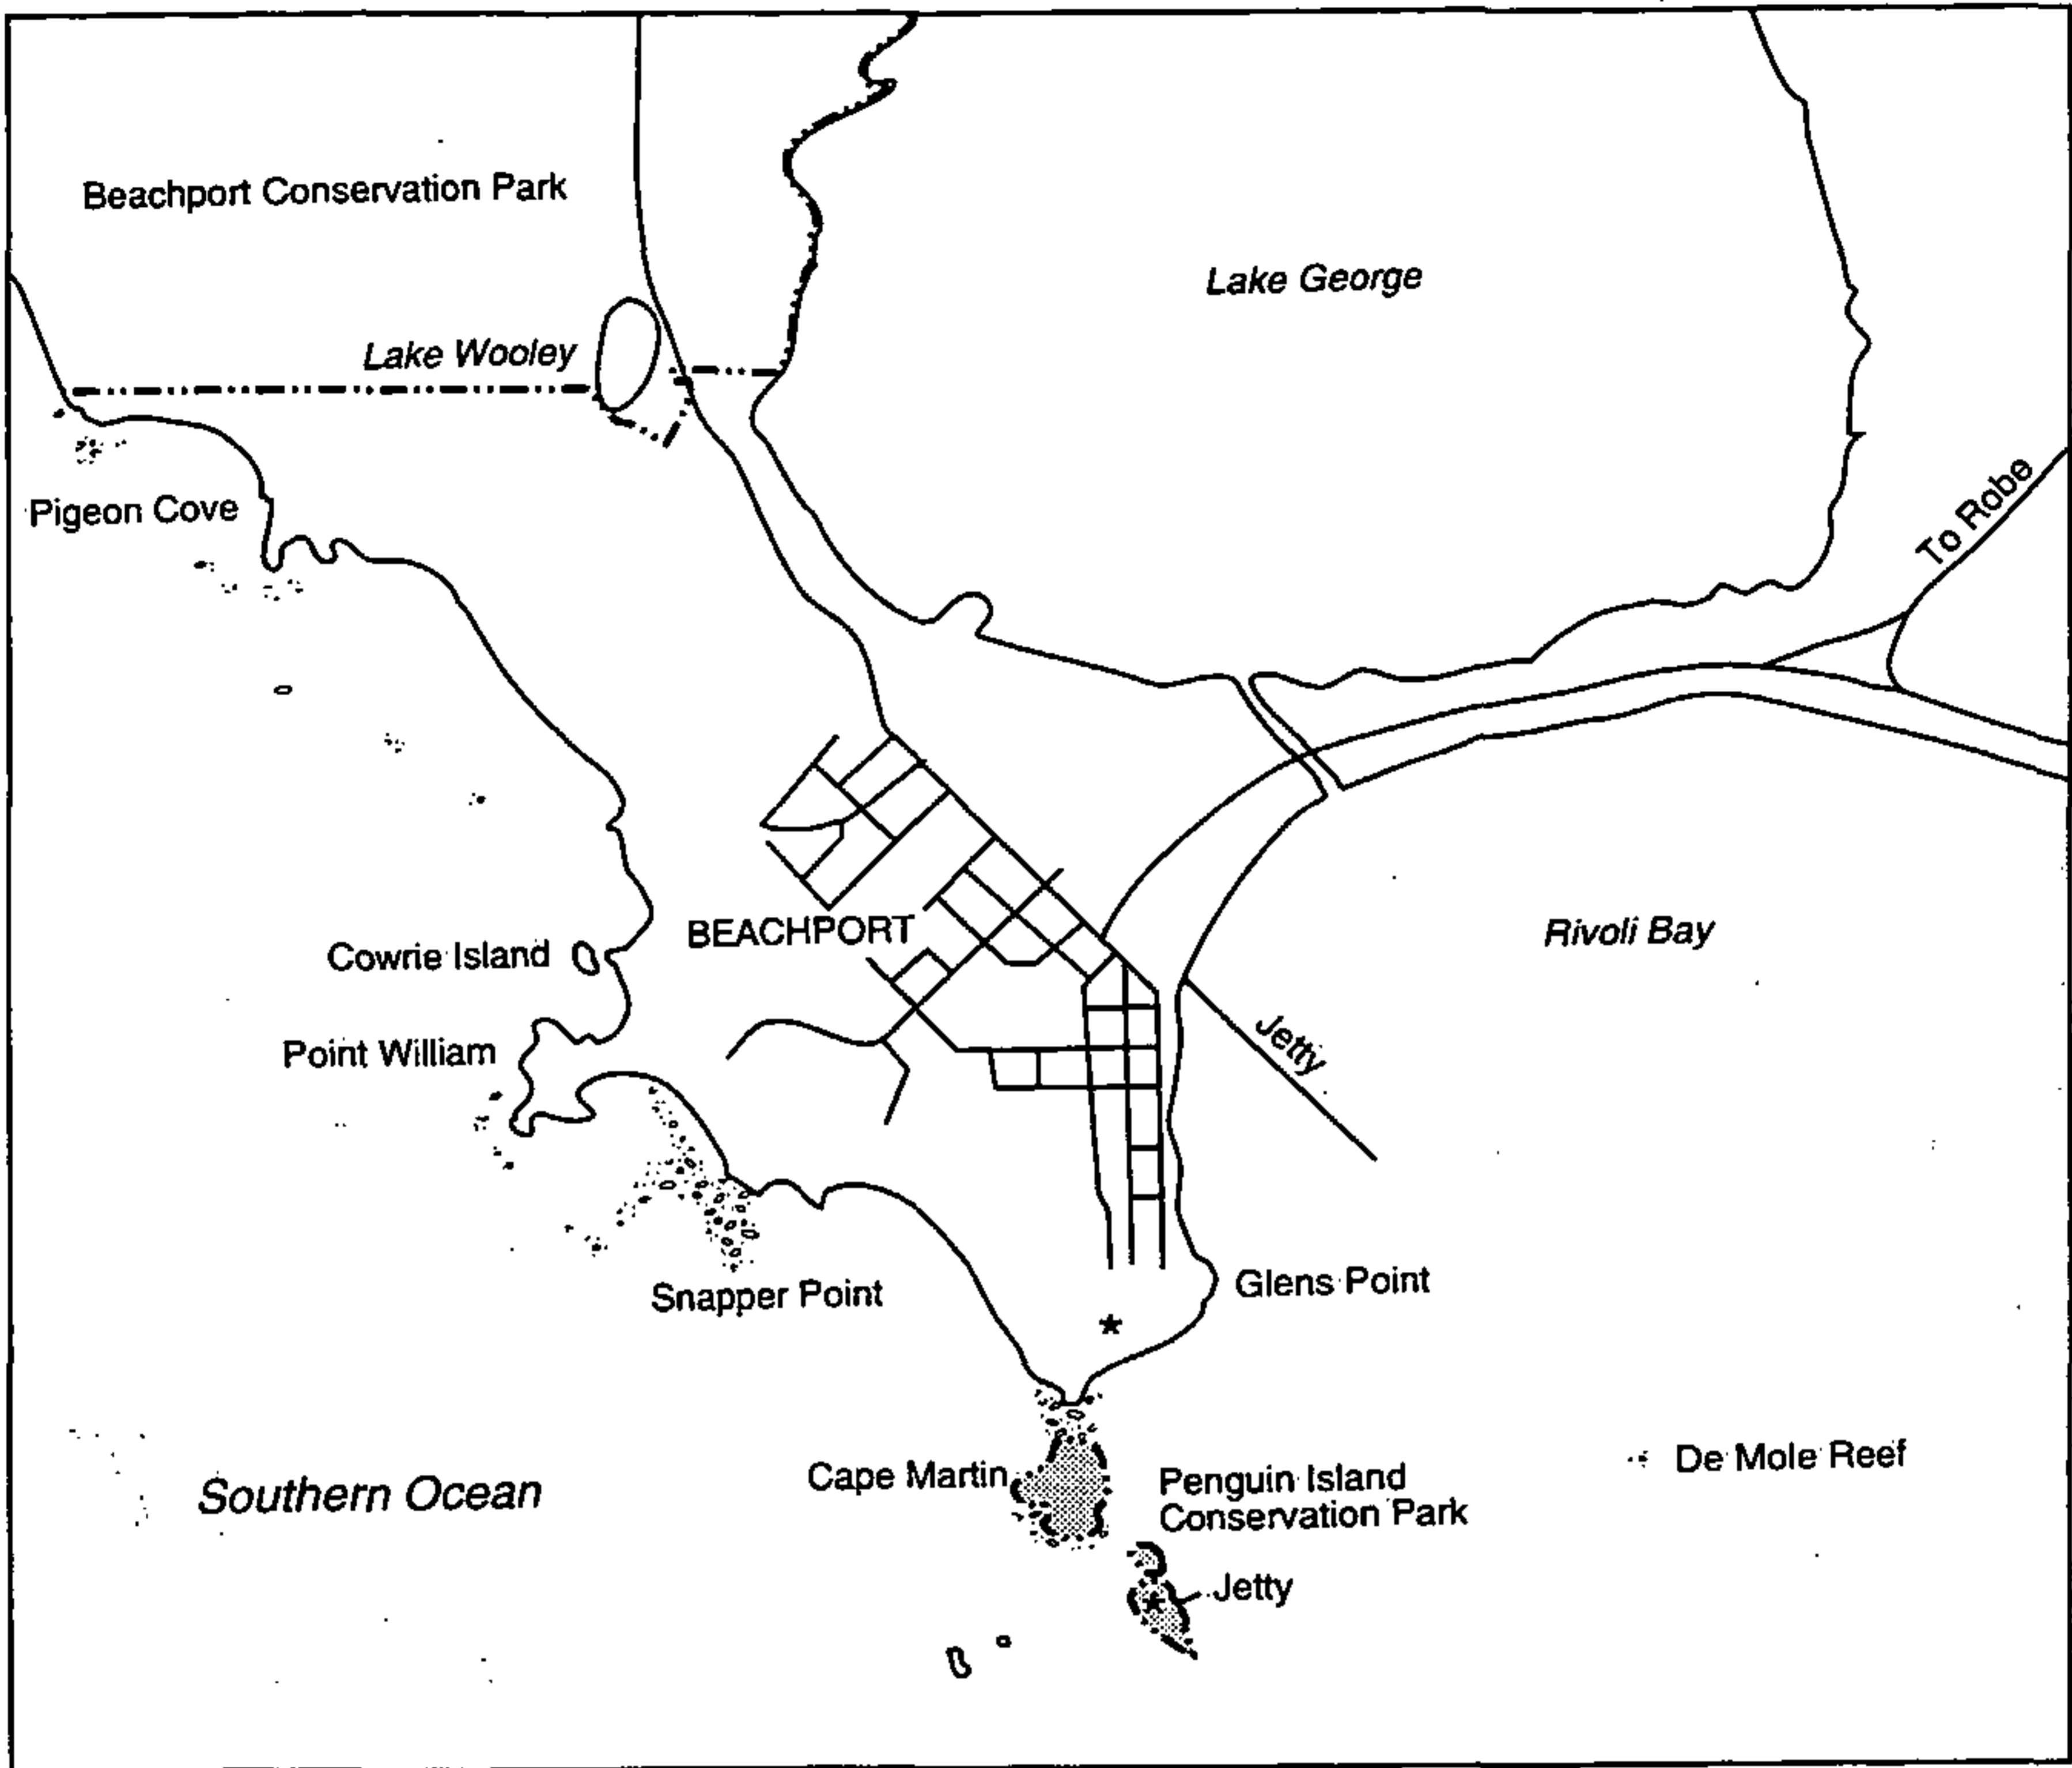 Beachport Conservation Park
Lake George
Lake Wooley
Pigeon Cove
To Robe
BEACHPORT
Rivoli Bay
Cowrie Island
Point William
Jetty
Glens Point
Snapper Point
De Mole Reef
Cape Martin
Penguin Island
Conservation Park
Southern Ocean
Jetty